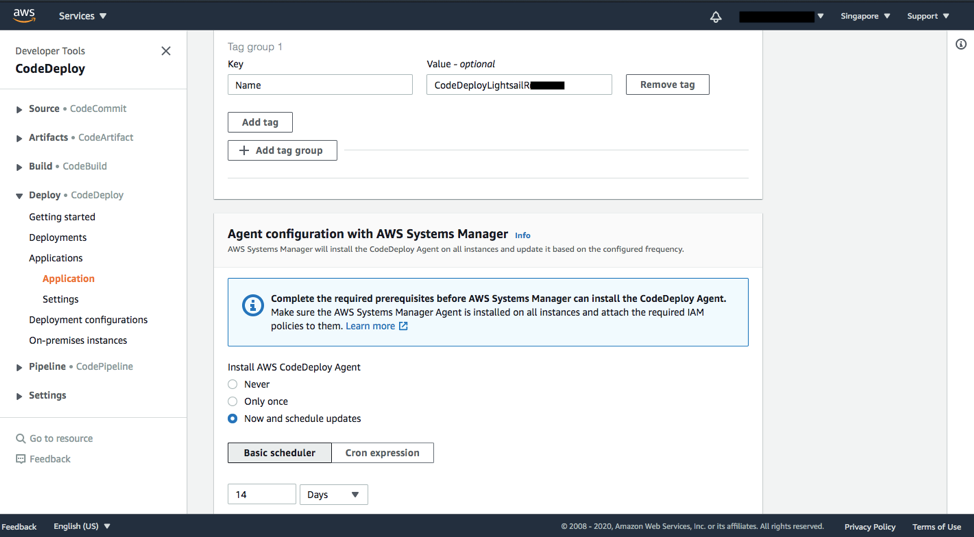 aws
Services
Singapore
Support
Developer Tools
CodeDeploy
Source • CodeCommit
Artifacts • CodeArtifact
Build • CodeBuild
Deploy • CodeDeploy
Getting started
Deployments
Applications
Application
Settings
Deployment configurations
On-premises instances
Pipeline • CodePipeline
Settings
Go to resource
Feedback
Tag group 1
Key
Value - optional
Name
CodeDeployLightsailR
Remove tag
Add tag
Add tag group
Agent configuration with AWS Systems Manager Info
AWS Systems Manager will install the CodeDeploy Agent on all instances and update it based on the configured frequency.
Complete the required prerequisites before AWS Systems Manager can install the CodeDeploy Agent.
Make sure the AWS Systems Manager Agent is installed on all instances and attach the required IAM
policies to them. Learn more
Install AWS CodeDeploy Agent
Never
Only once
Now and schedule updates
Basic scheduler
Cron expression
14
Days
Feedback
English (US)
© 2008 - 2020, Amazon Web Services, Inc. or its affiliates. All rights reserved.
Privacy Policy
Terms of Use